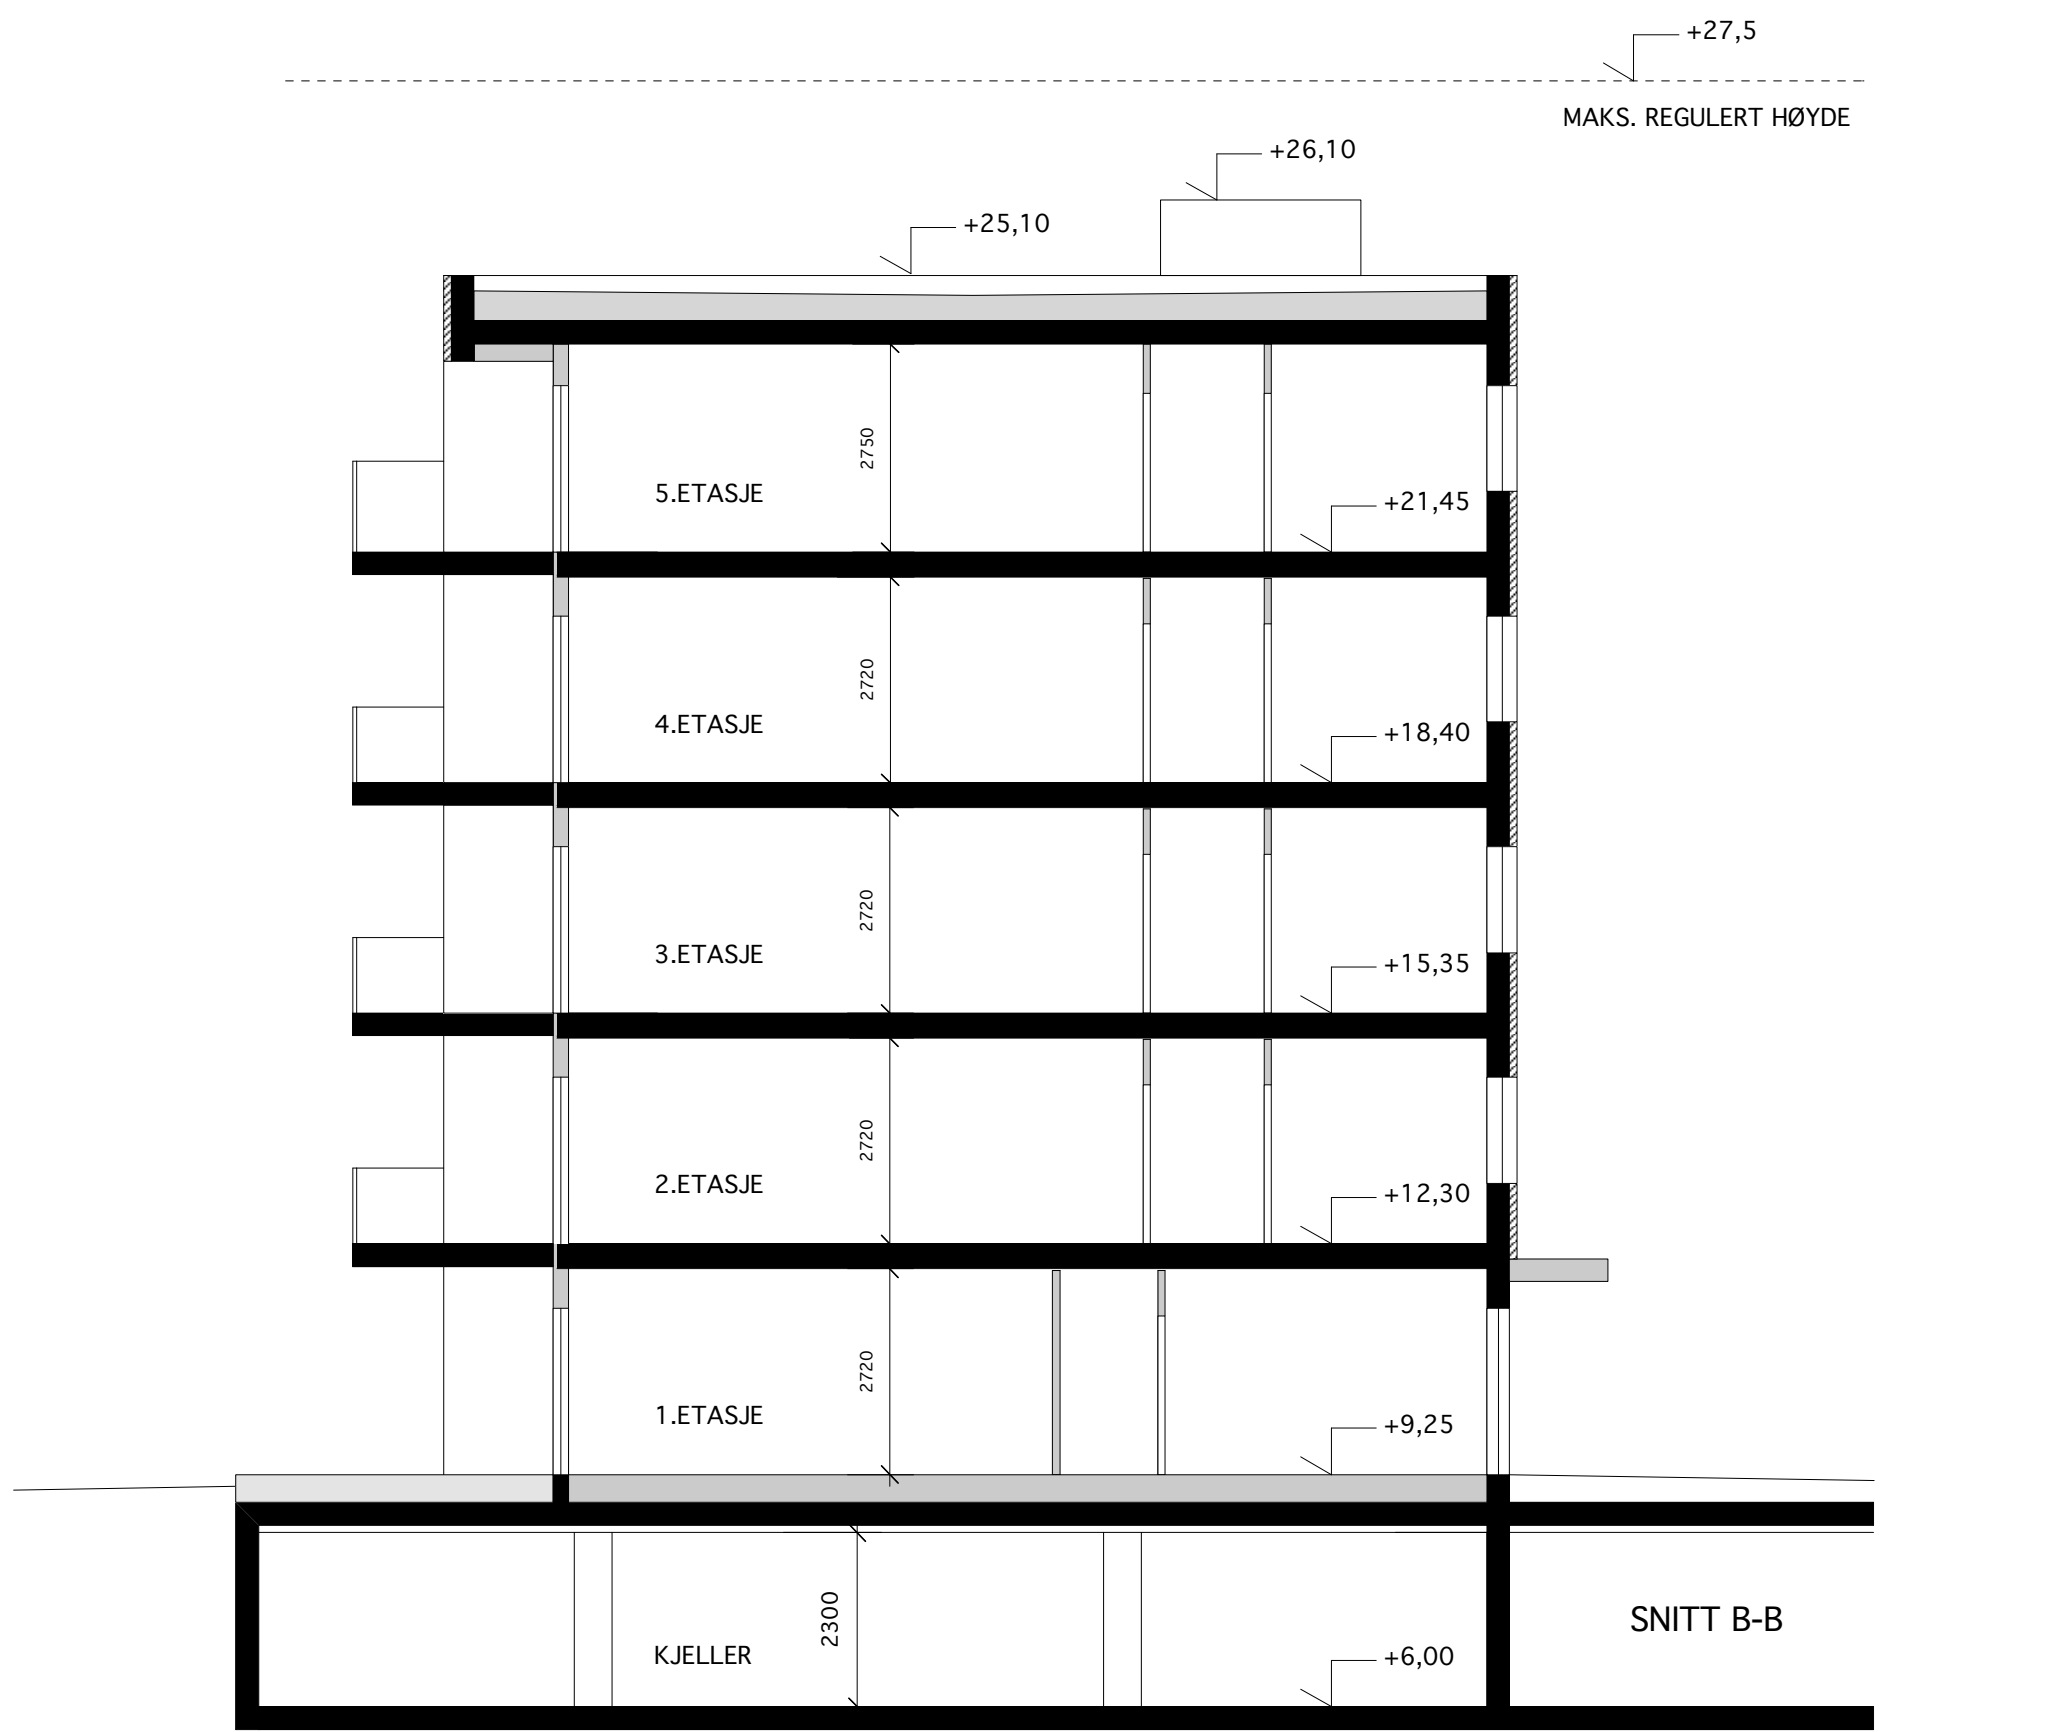 +27,5
MAKS. REGULERT HØYDE
+26,10
+25,10
2750
5.ETASJE
+21,45
2720
4.ETASJE
+18,40
2720
3.ETASJE
+15,35
2720
2.ETASJE
+12,30
2720
1.ETASJE
+9,25
2300
SNITT B-B
KJELLER
+6,00